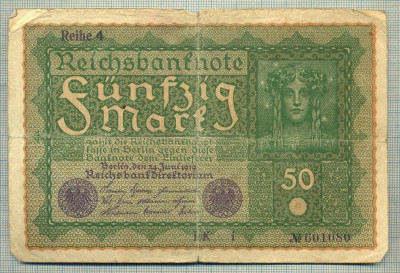 Reihe 4
Reichsbanknote
Fünfzig
Mark
zahlt die Reichsbankhaupt
kasse in Berlin gegen diese
Banknote dem Einlieferer
Berlin, den 24. Juni 1919
Reichsbankdirektorium
50
K 1
№ 601080